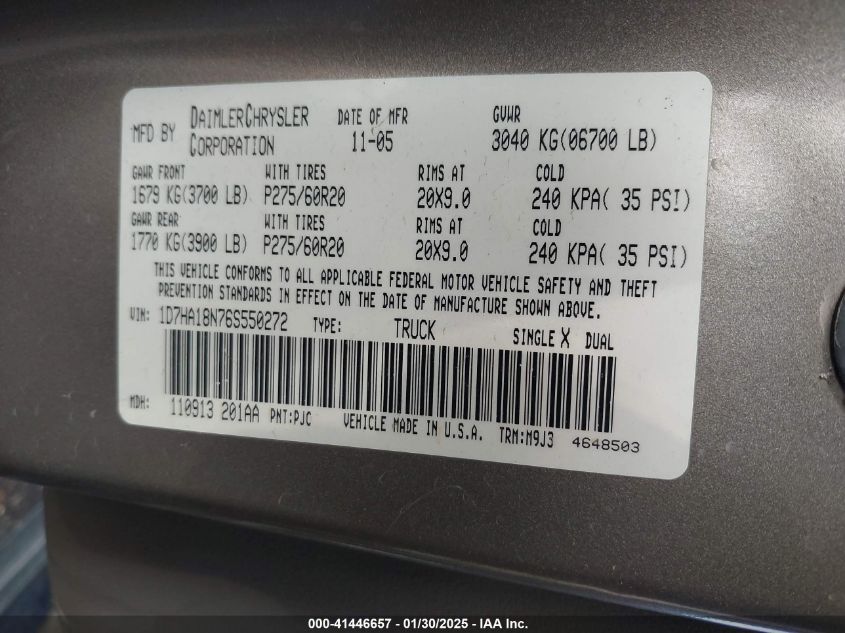 MFD BY DAIMLERCHRYSLER CORPORATION DATE OF MFR 11-05 GVWR 3040 KG(06700 LB)
GAWR FRONT WITH TIRES RIMS AT COLD
1679 KG(3700 LB) P275/60R20 20X9.0 240 KPA( 35 PSI)
GAWR REAR WITH TIRES RIMS AT COLD
1770 KG(3900 LB) P275/60R20 20X9.0 240 KPA( 35 PSI)
THIS VEHICLE CONFORMS TO ALL APPLICABLE FEDERAL MOTOR VEHICLE SAFETY AND THEFT
PREVENTION STANDARDS IN EFFECT ON THE DATE OF MANUFACTURE SHOWN ABOVE.
VIN: 1D7HA18N76S550272 TYPE: TRUCK SINGLE X DUAL
MDH: 110913 201AA PNT:PJC VEHICLE MADE IN U.S.A. TRM:M9J3 4648503
000-41446657 - 01/30/2025 - IAA Inc.